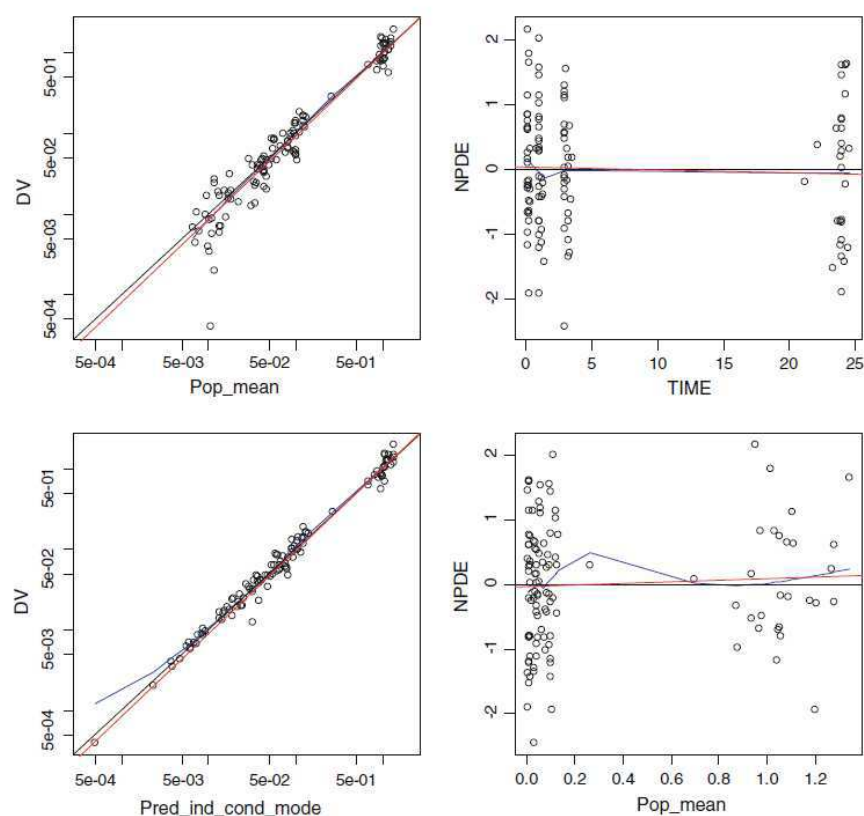 DV
5e-01
5e-02
5e-03
5e-04
5e-04 5e-03 5e-02 5e-01
Pop_mean
NPDE
2
1
0
-1
-2
0 5 10 15 20 25
TIME
DV
5e-01
5e-02
5e-03
5e-04
5e-04 5e-03 5e-02 5e-01
Pred_ind_cond_mode
NPDE
2
1
0
-1
-2
0.0 0.2 0.4 0.6 0.8 1.0 1.2
Pop_mean